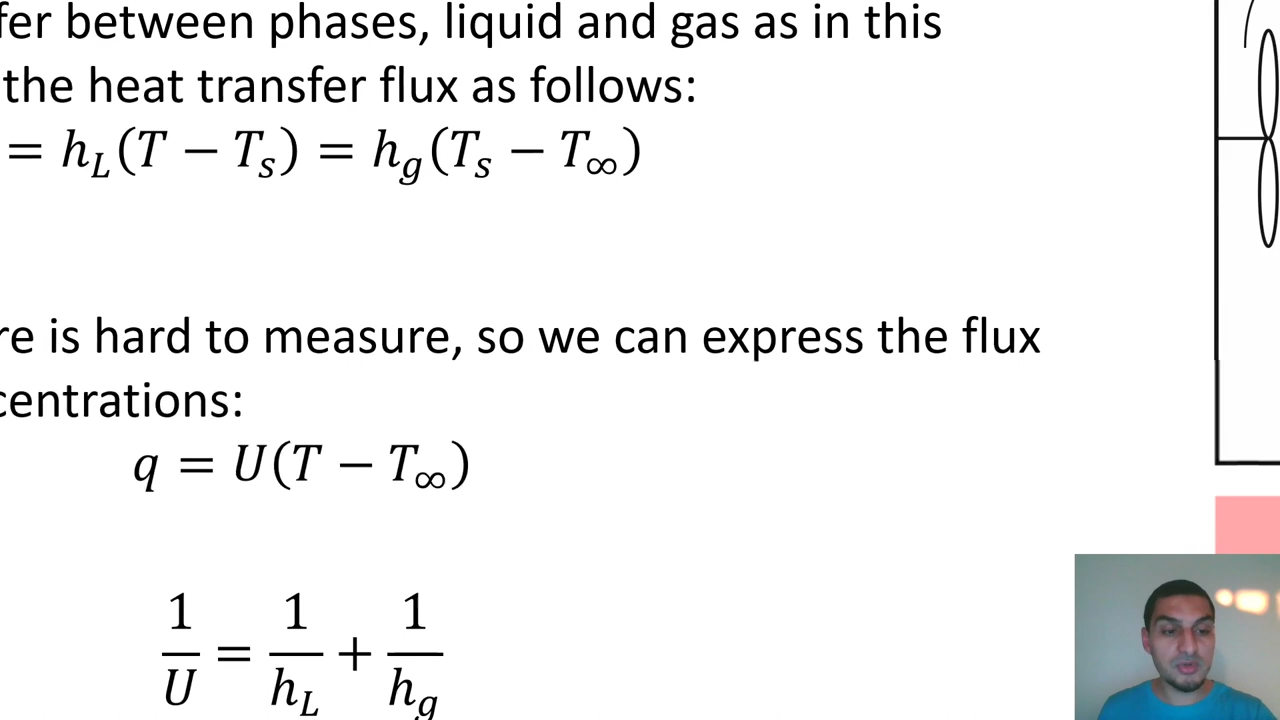 fer between phases, liquid and gas as in this
the heat transfer flux as follows:
= h_L(T − T_s) = h_g(T_s − T_∞)
re is hard to measure, so we can express the flux
centrations:
q = U(T − T_∞)
1/U = 1/h_L + 1/h_g